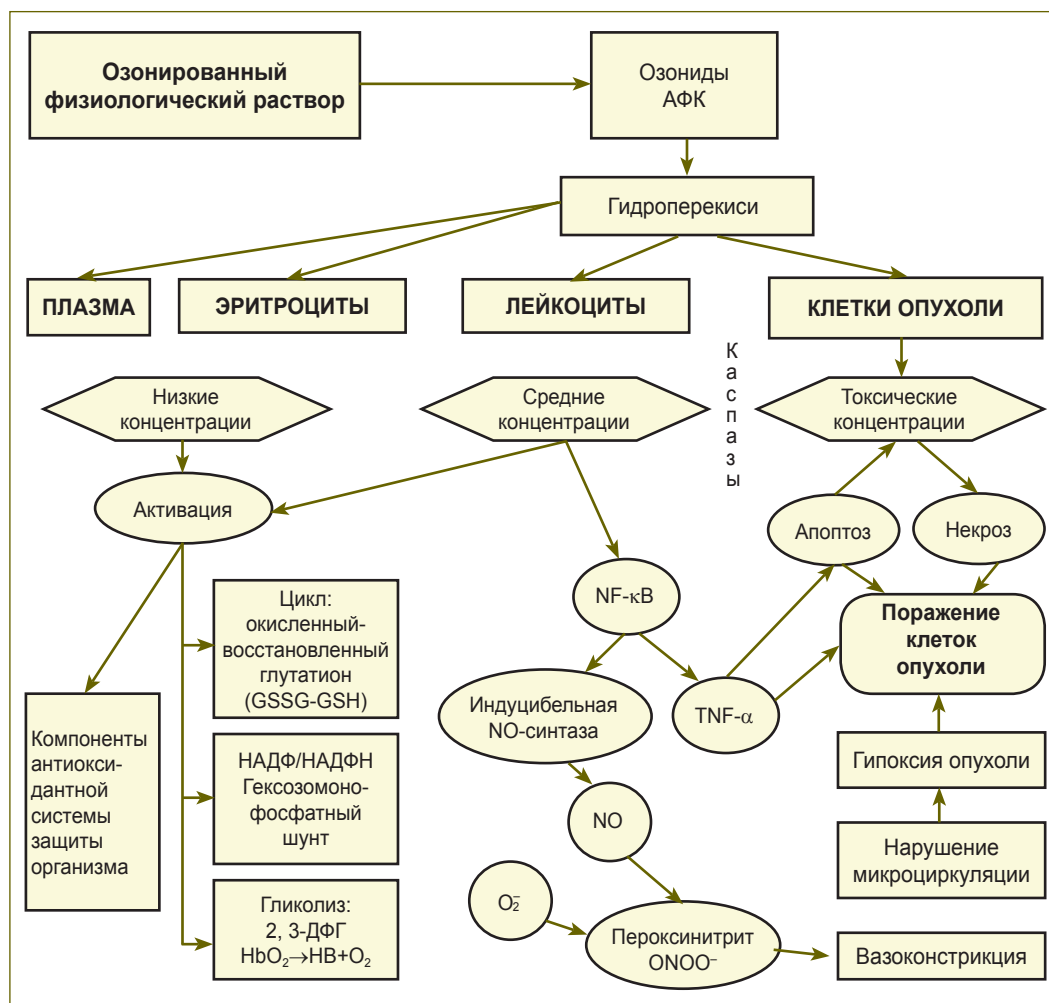 Озонированный
физиологический раствор
Озониды
АФК
Гидроперекиси
ПЛАЗМА
ЭРИТРОЦИТЫ
ЛЕЙКОЦИТЫ
КЛЕТКИ ОПУХОЛИ
Каспазы
Низкие
концентрации
Средние
концентрации
Токсические
концентрации
Активация
Апоптоз
Некроз
NF-κB
Цикл:
окисленный-
восстановленный
глутатион
(GSSG-GSH)
Поражение
клеток
опухоли
Индуцибельная
NO-синтаза
TNF-α
Компоненты
антиокси-
дантной
системы
защиты
организма
НАДФ/НАДФН
Гексозомоно-
фосфатный
шунт
Гипоксия опухоли
NO
Нарушение
микроциркуляции
Гликолиз:
2, 3-ДФГ
HbO₂→HB+O₂
O₂⁻
Пероксинитрит
ONOO⁻
Вазоконстрикция